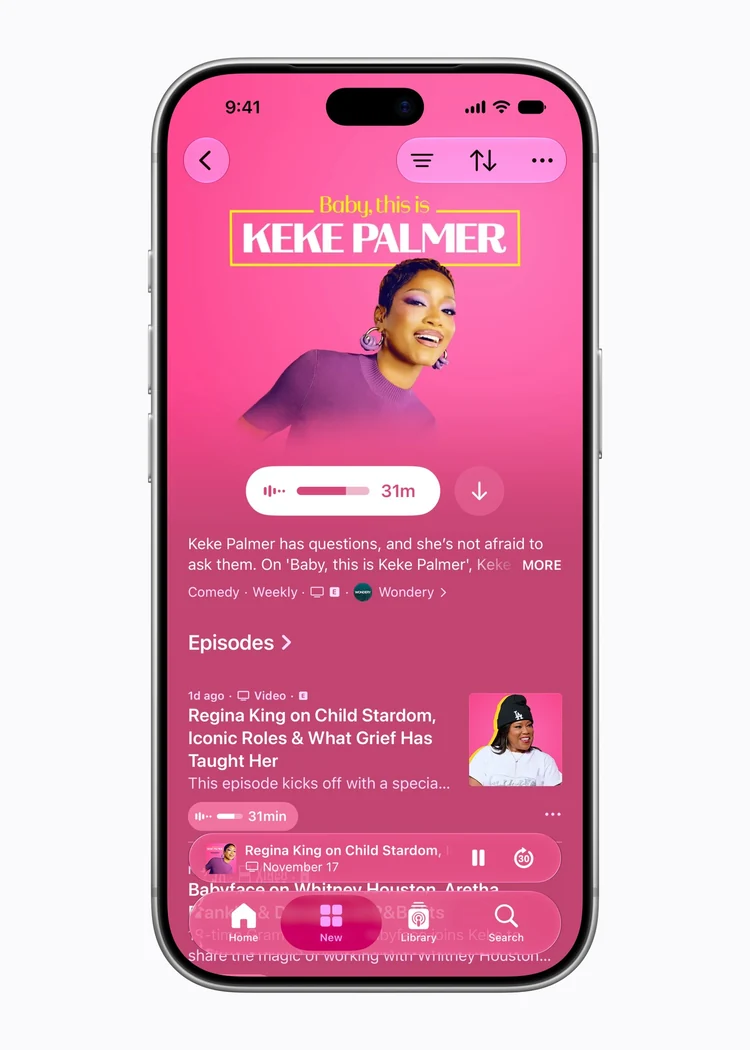 9:41
Baby, this is
KEKE PALMER
31m
Keke Palmer has questions, and she's not afraid to
ask them. On 'Baby, this is Keke Palmer', Keke MORE
Comedy · Weekly · E · WONDERY Wondery
Episodes
1d ago · Video · E
Regina King on Child Stardom,
Iconic Roles & What Grief Has
Taught Her
This episode kicks off with a specia...
31min
Regina King on Child Stardom,
November 17
30
Babyface on Whitney Houston, Aretha
Home
New
Library
Search
share the magic of working with Whitney Houston...